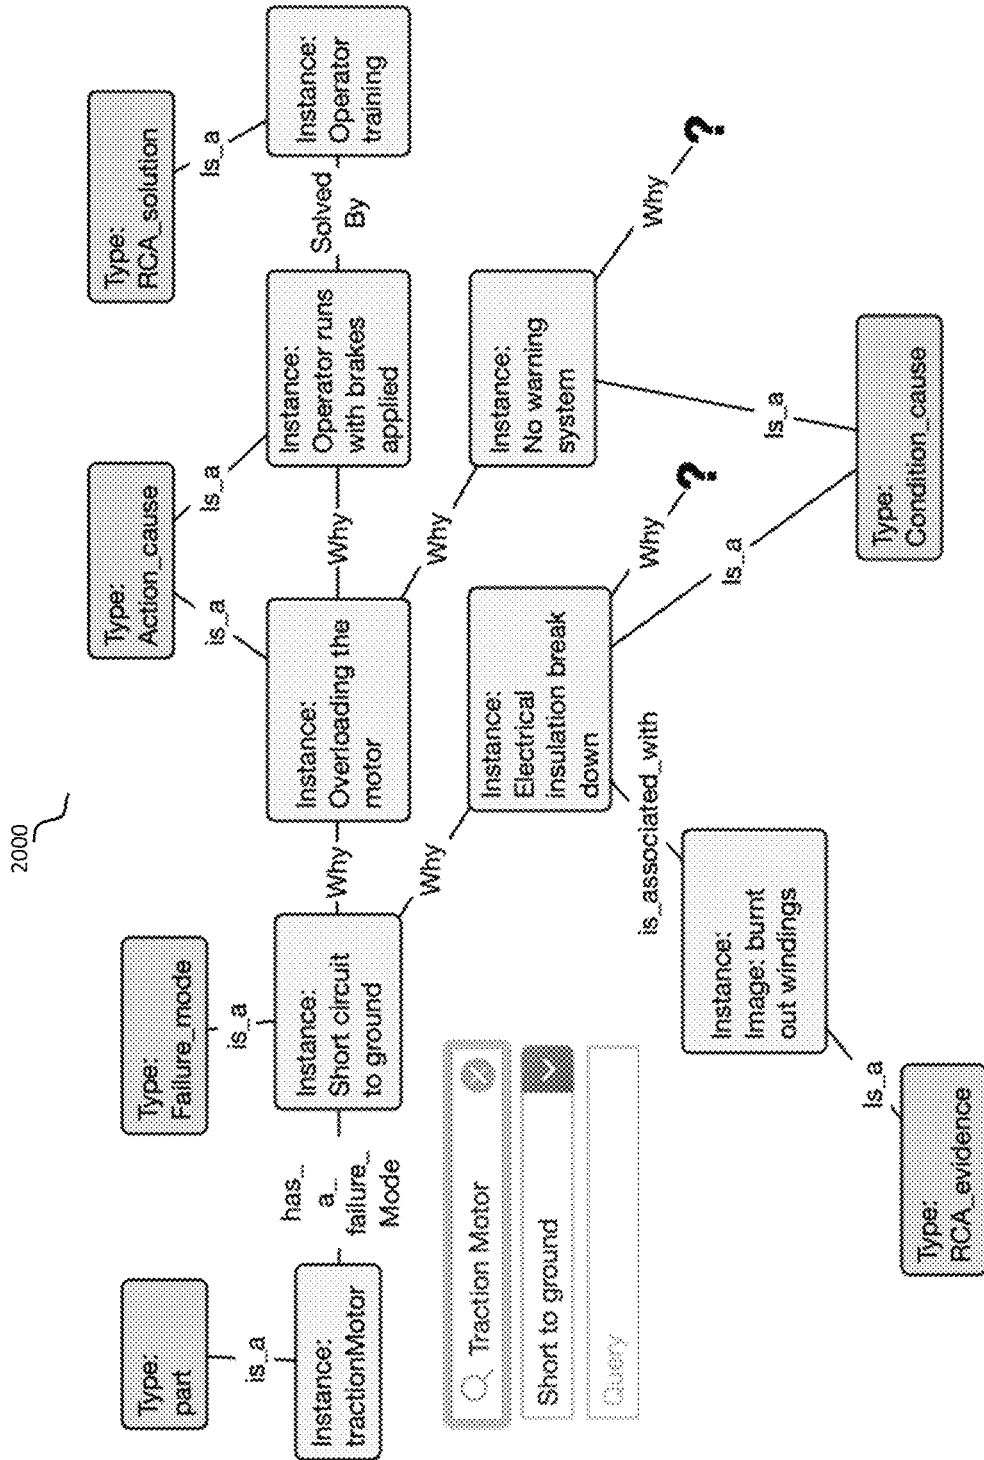 2000
Type:
part
is_a
Instance:
tractionMotor
has_
a_
failure_
Mode
Type:
Failure_mode
is_a
Instance:
Short circuit
to ground
Why
Why
Type:
Action_cause
is_a
is_a
Instance:
Overloading the
motor
Why
Why
Instance:
Operator runs
with brakes
applied
Solved
By
Type:
RCA_solution
is_a
Instance:
Operator
training
Traction Motor
Short to ground
Query
Instance:
Electrical
insulation break
down
Why
?
Instance:
No warning
system
Why
?
is_associated_with
Is_a
Is_a
Instance:
Image: burnt
out windings
Is_a
Type:
RCA_evidence
Type:
Condition_cause